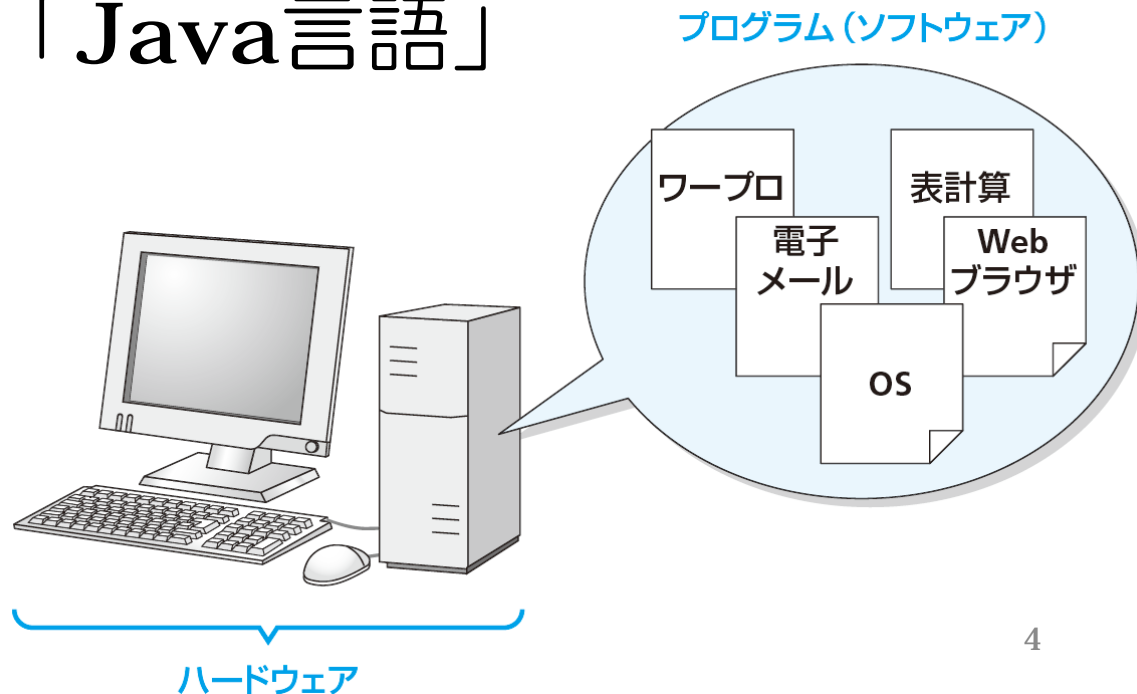 「Java言語」
プログラム（ソフトウェア）
ワープロ
表計算
電子
メール
Web
ブラウザ
OS
4
ハードウェア